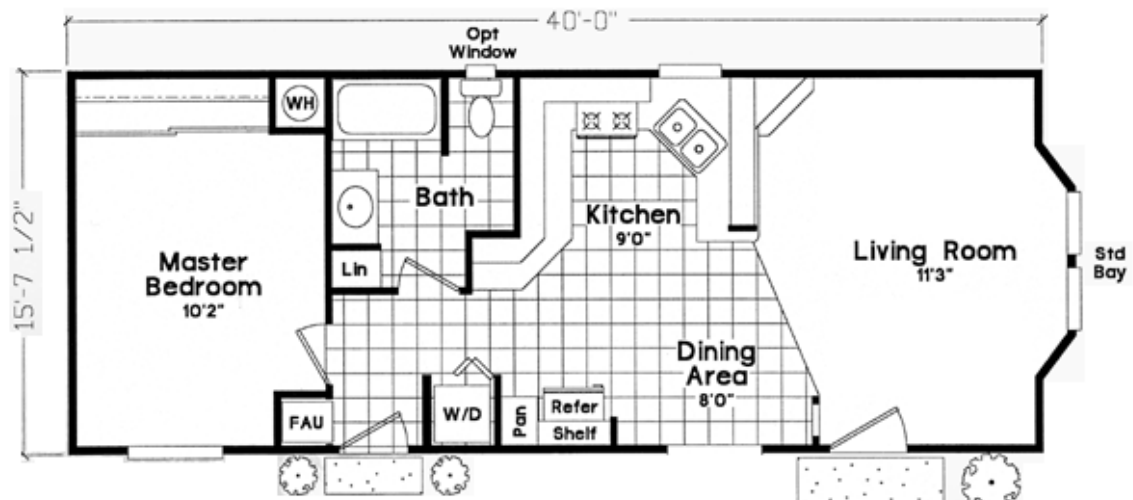 40'-0"
Opt
Window
15'-7 1/2"
WH
Bath
Kitchen
9'0"
Living Room
11'3"
Std
Bay
Lin
Master
Bedroom
10'2"
Dining
Area
8'0"
FAU
W/D
Pan
Refer
Shelf